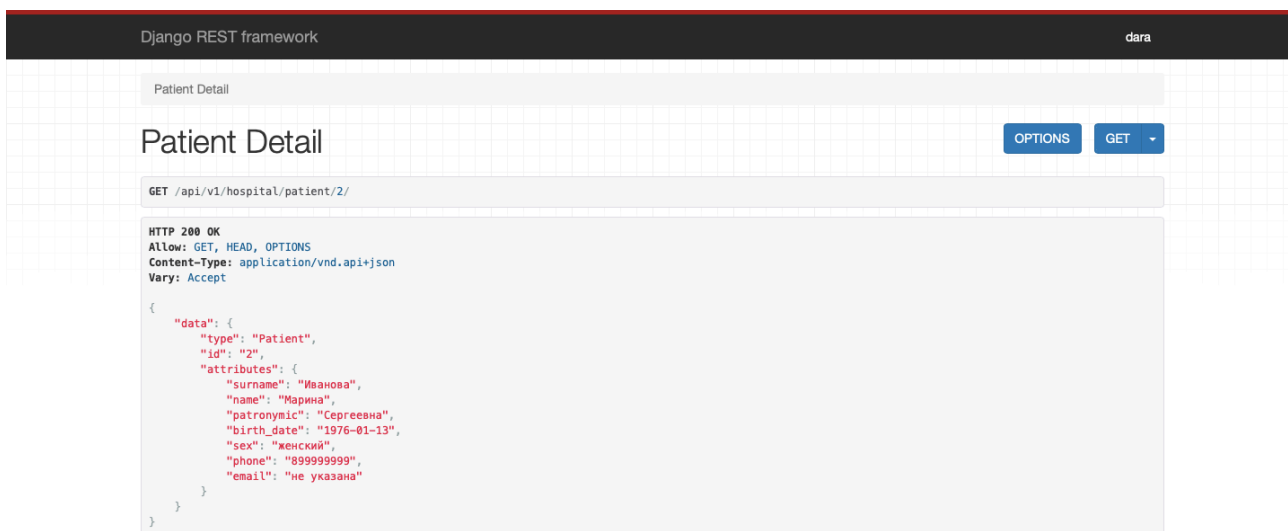 Django REST framework dara
Patient Detail
Patient Detail OPTIONS GET
GET /api/v1/hospital/patient/2/
HTTP 200 OK
Allow: GET, HEAD, OPTIONS
Content-Type: application/vnd.api+json
Vary: Accept
{
"data": {
"type": "Patient",
"id": "2",
"attributes": {
"surname": "Иванова",
"name": "Марина",
"patronymic": "Сергеевна",
"birth_date": "1976-01-13",
"sex": "женский",
"phone": "899999999",
"email": "не указана"
}
}
}